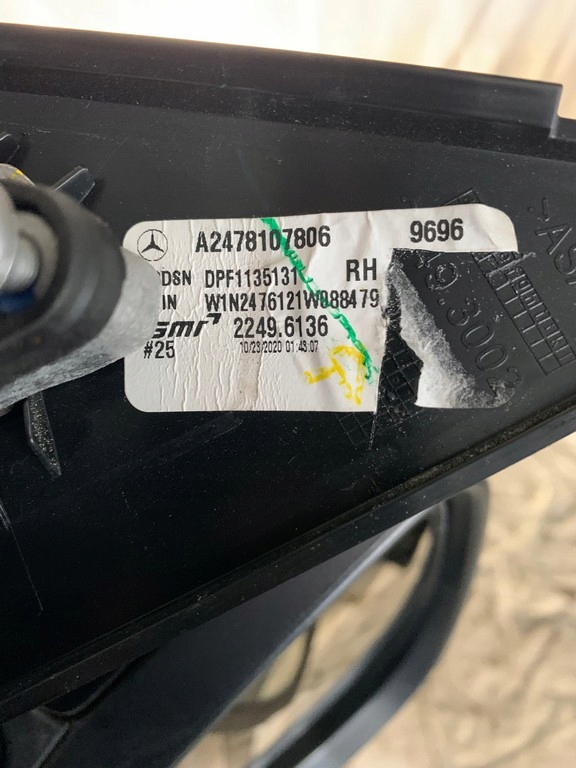 A2478107806 9696
DSN DPF1135131 RH
IN W1N2476121W088479
smr 2249.6136
#25 10/23/2020 01:43:07